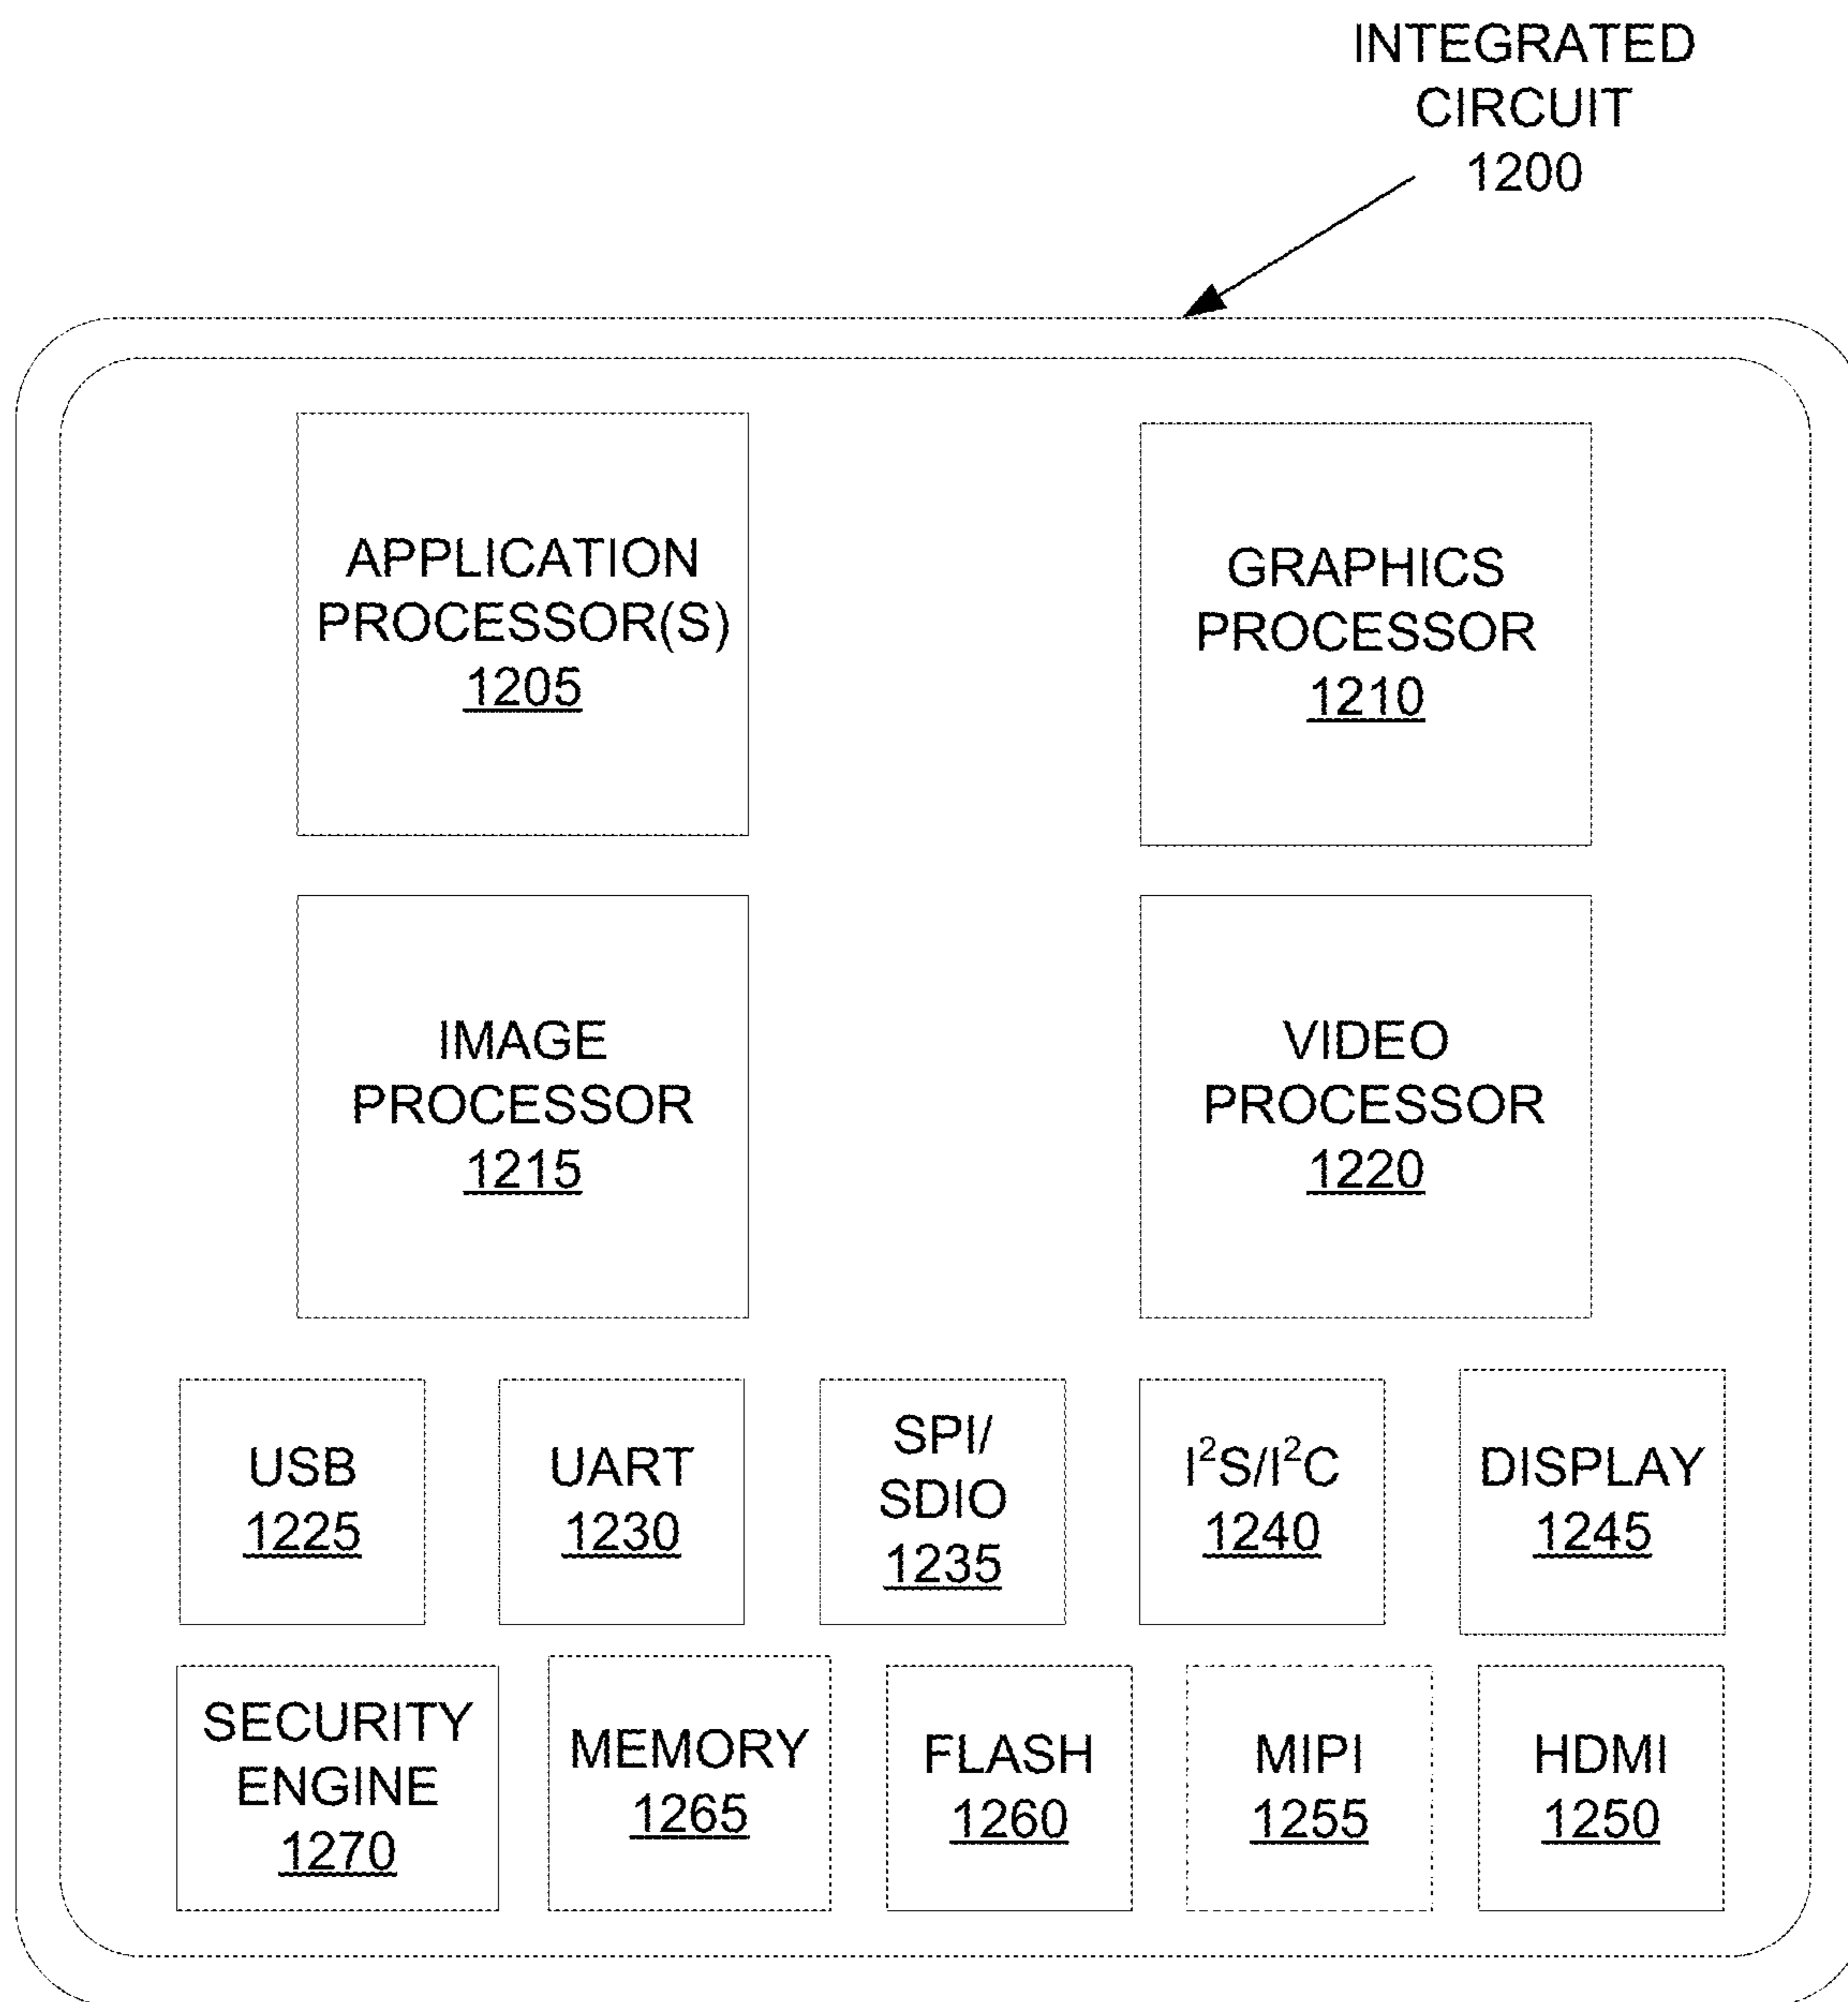 INTEGRATED
CIRCUIT
1200
APPLICATION
PROCESSOR(S)
1205
GRAPHICS
PROCESSOR
1210
IMAGE
PROCESSOR
1215
VIDEO
PROCESSOR
1220
USB
1225
UART
1230
SPI/
SDIO
1235
I²S/I²C
1240
DISPLAY
1245
SECURITY
ENGINE
1270
MEMORY
1265
FLASH
1260
MIPI
1255
HDMI
1250